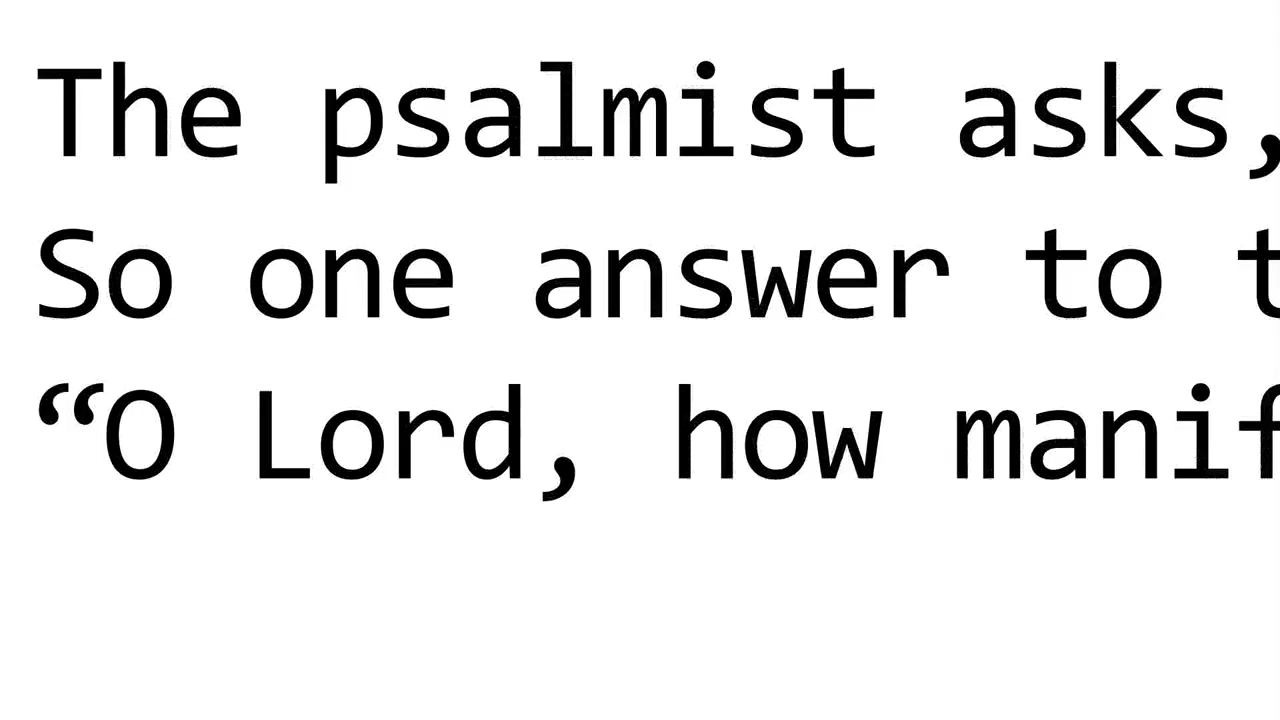 The psalmist asks,
So one answer to
“O Lord, how